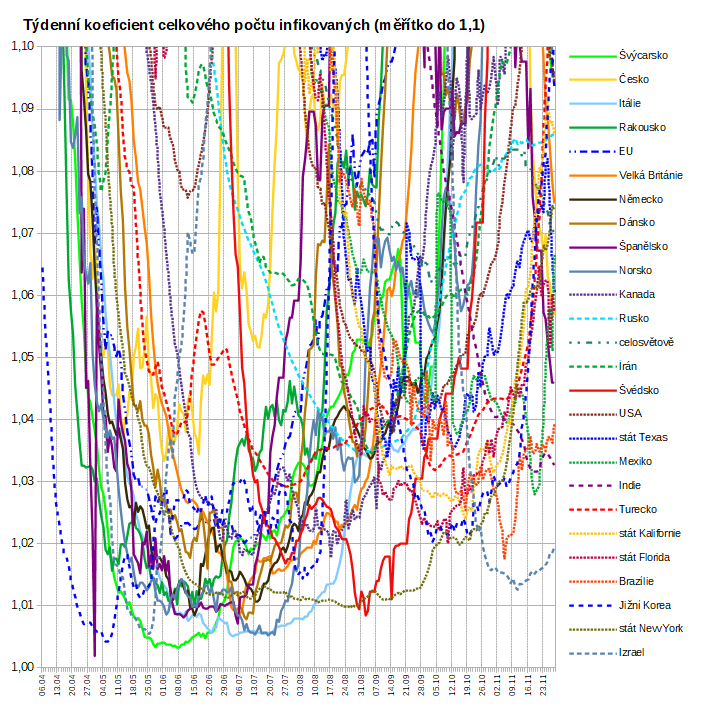 Týdenní koeficient celkového počtu infikovaných (měřítko do 1,1)
1,10
1,09
1,08
1,07
1,06
1,05
1,04
1,03
1,02
1,01
1,00
06.04
13.04
20.04
27.04
04.05
11.05
18.05
25.05
01.06
08.06
15.06
22.06
29.06
06.07
13.07
20.07
27.07
03.08
10.08
17.08
24.08
31.08
07.09
14.09
21.09
28.09
05.10
12.10
19.10
26.10
02.11
09.11
16.11
23.11
Švýcarsko
Česko
Itálie
Rakousko
EU
Velká Británie
Německo
Dánsko
Španělsko
Norsko
Kanada
Rusko
celosvětově
Írán
Švédsko
USA
stát Texas
Mexiko
Indie
Turecko
stát Kalifornie
stát Florida
Brazílie
Jižní Korea
stát NewYork
Izrael